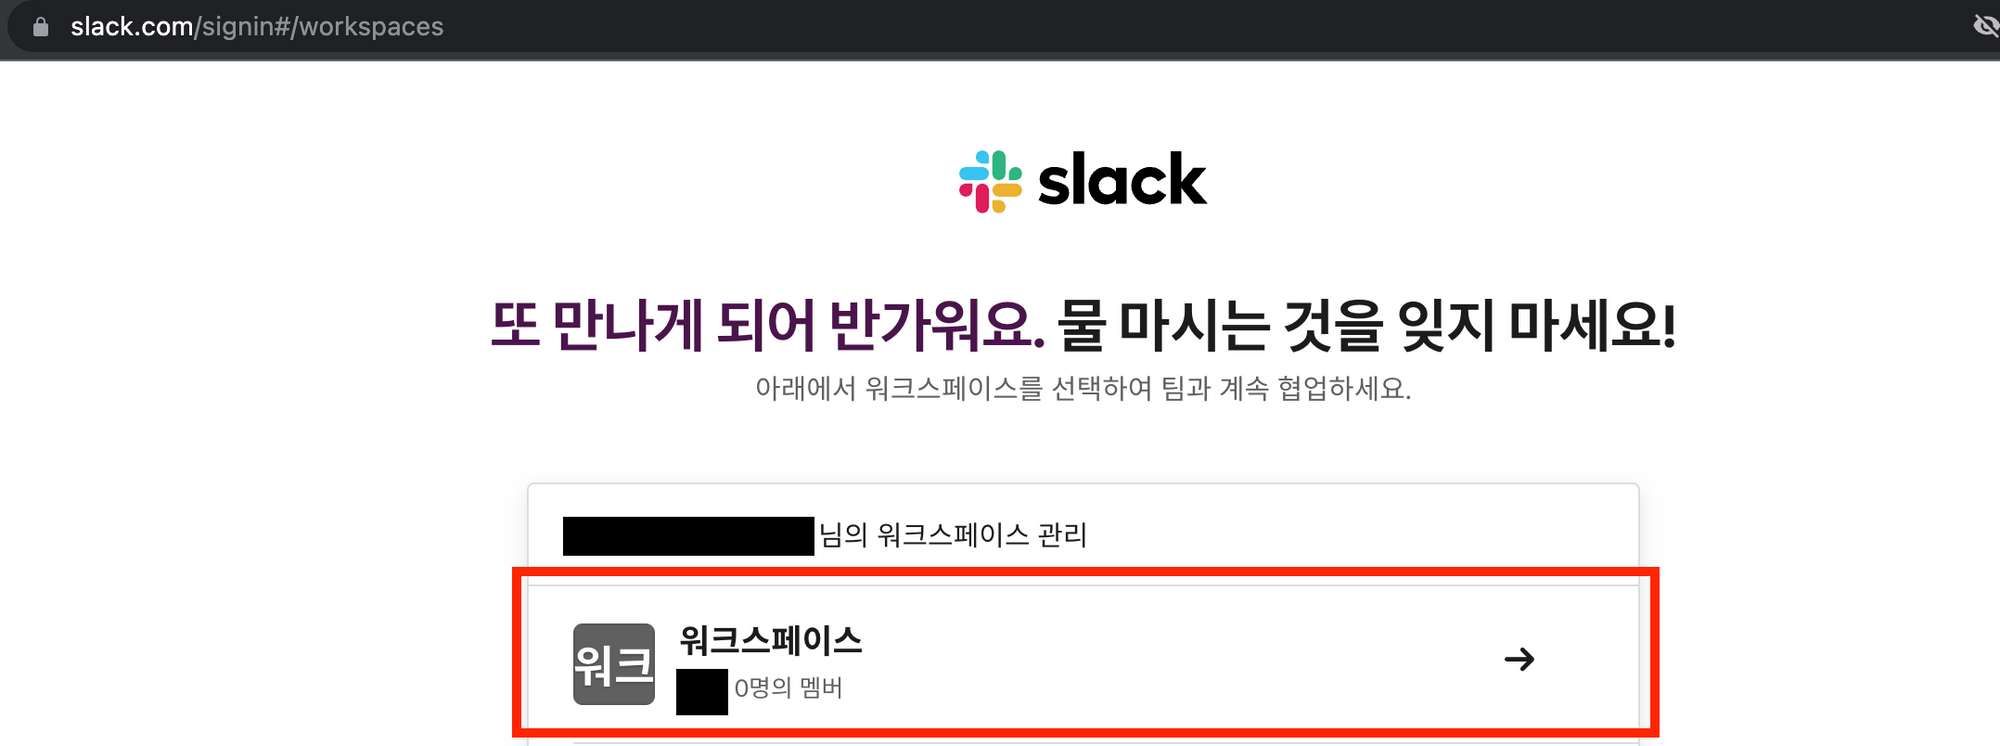 slack.com/signin#/workspaces
slack
또 만나게 되어 반가워요. 물 마시는 것을 잊지 마세요!
아래에서 워크스페이스를 선택하여 팀과 계속 협업하세요.
님의 워크스페이스 관리
워크
워크스페이스
0명의 멤버